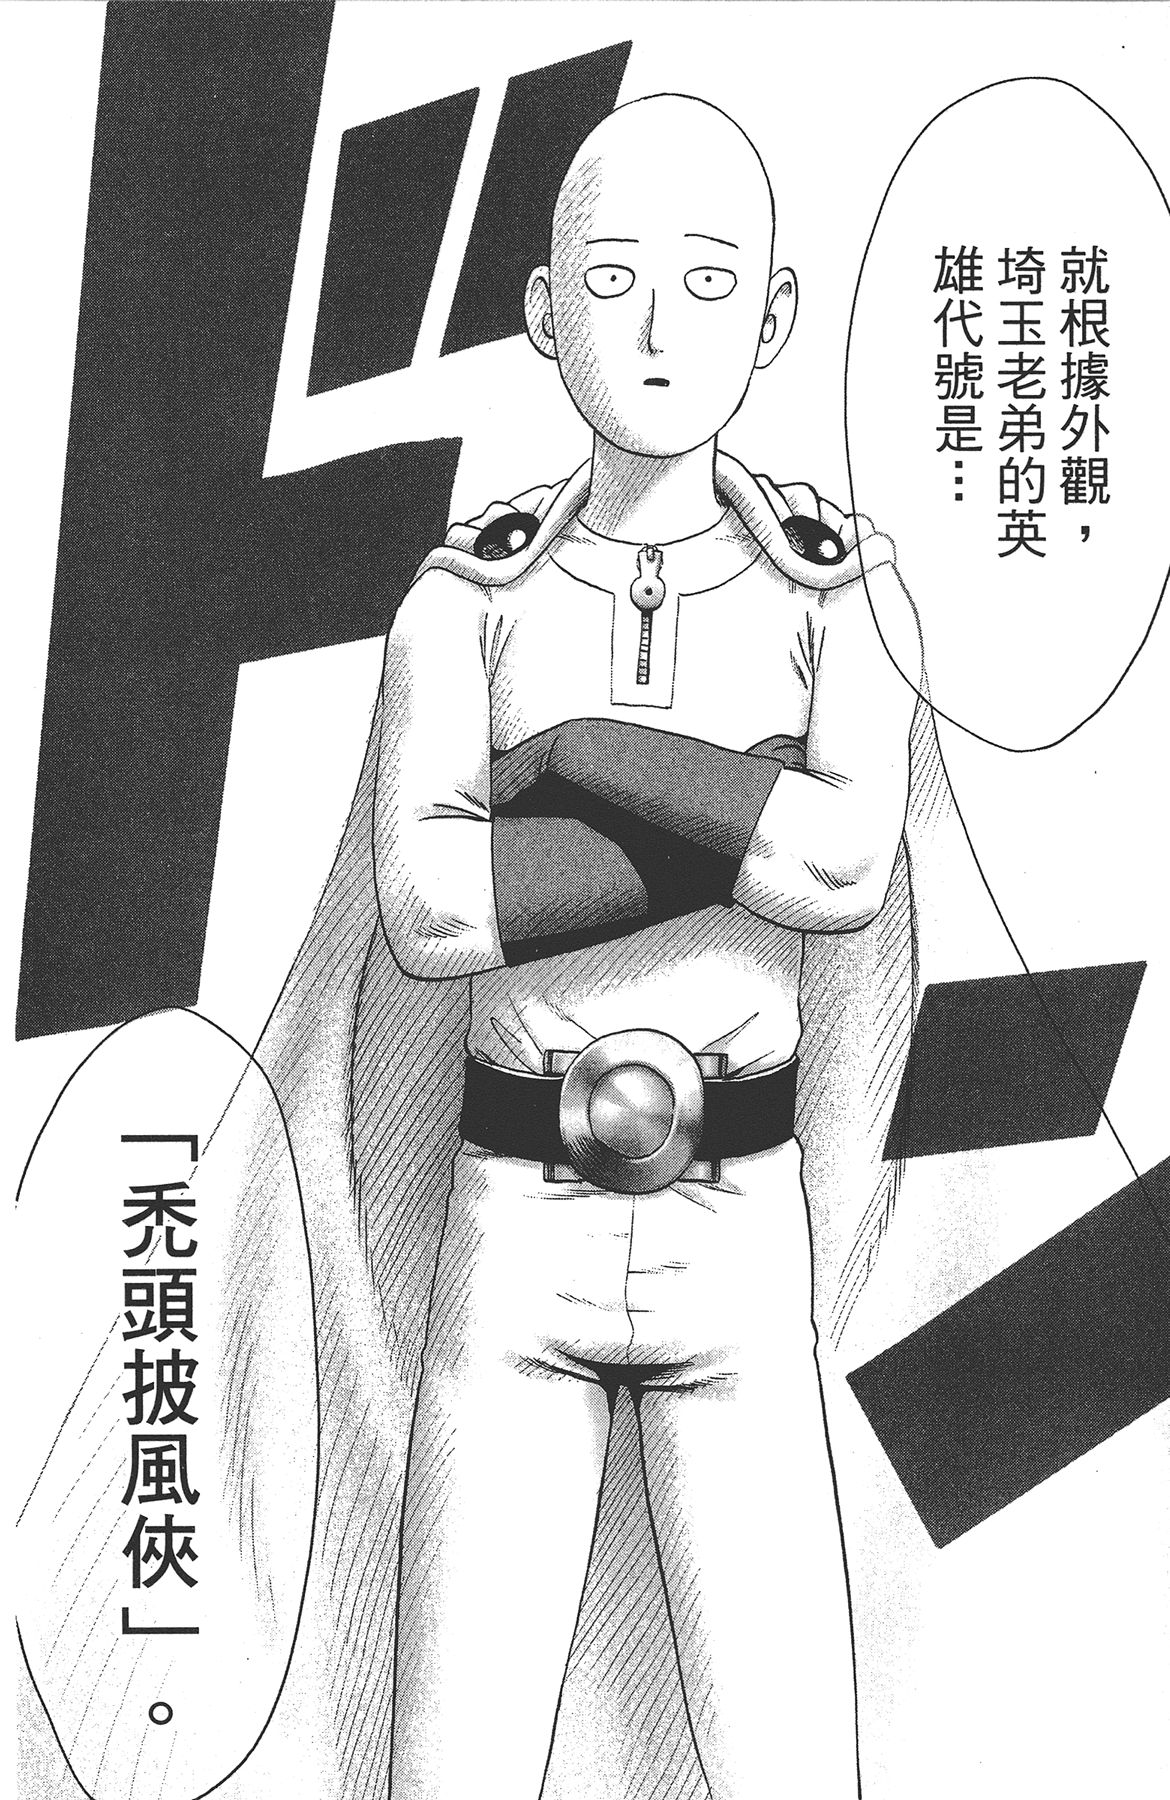 就根據外觀，
埼玉老弟的英
雄代號是…
「禿頭披風俠」。